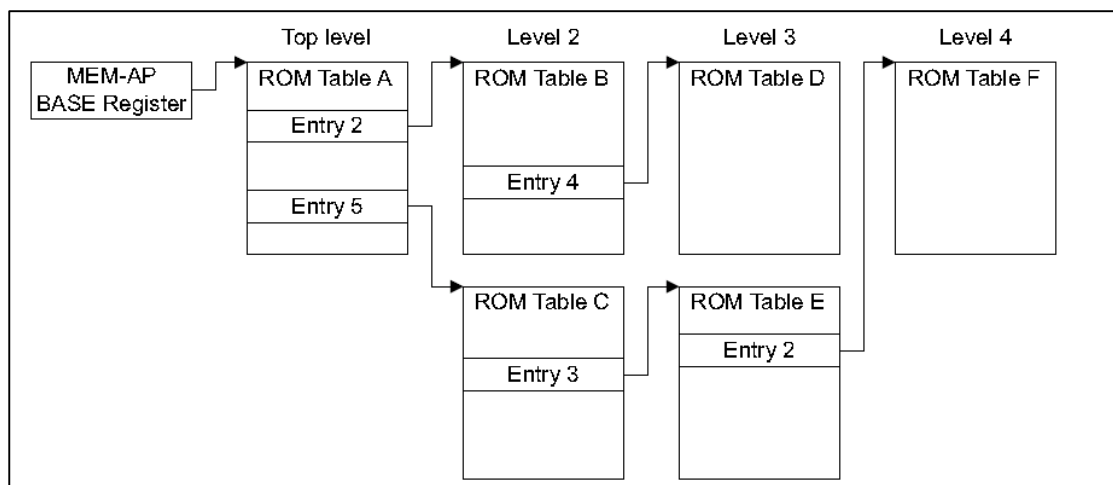 Top level
Level 2
Level 3
Level 4
MEM-AP
BASE Register
ROM Table A
Entry 2
Entry 5
ROM Table B
Entry 4
ROM Table D
ROM Table F
ROM Table C
Entry 3
ROM Table E
Entry 2